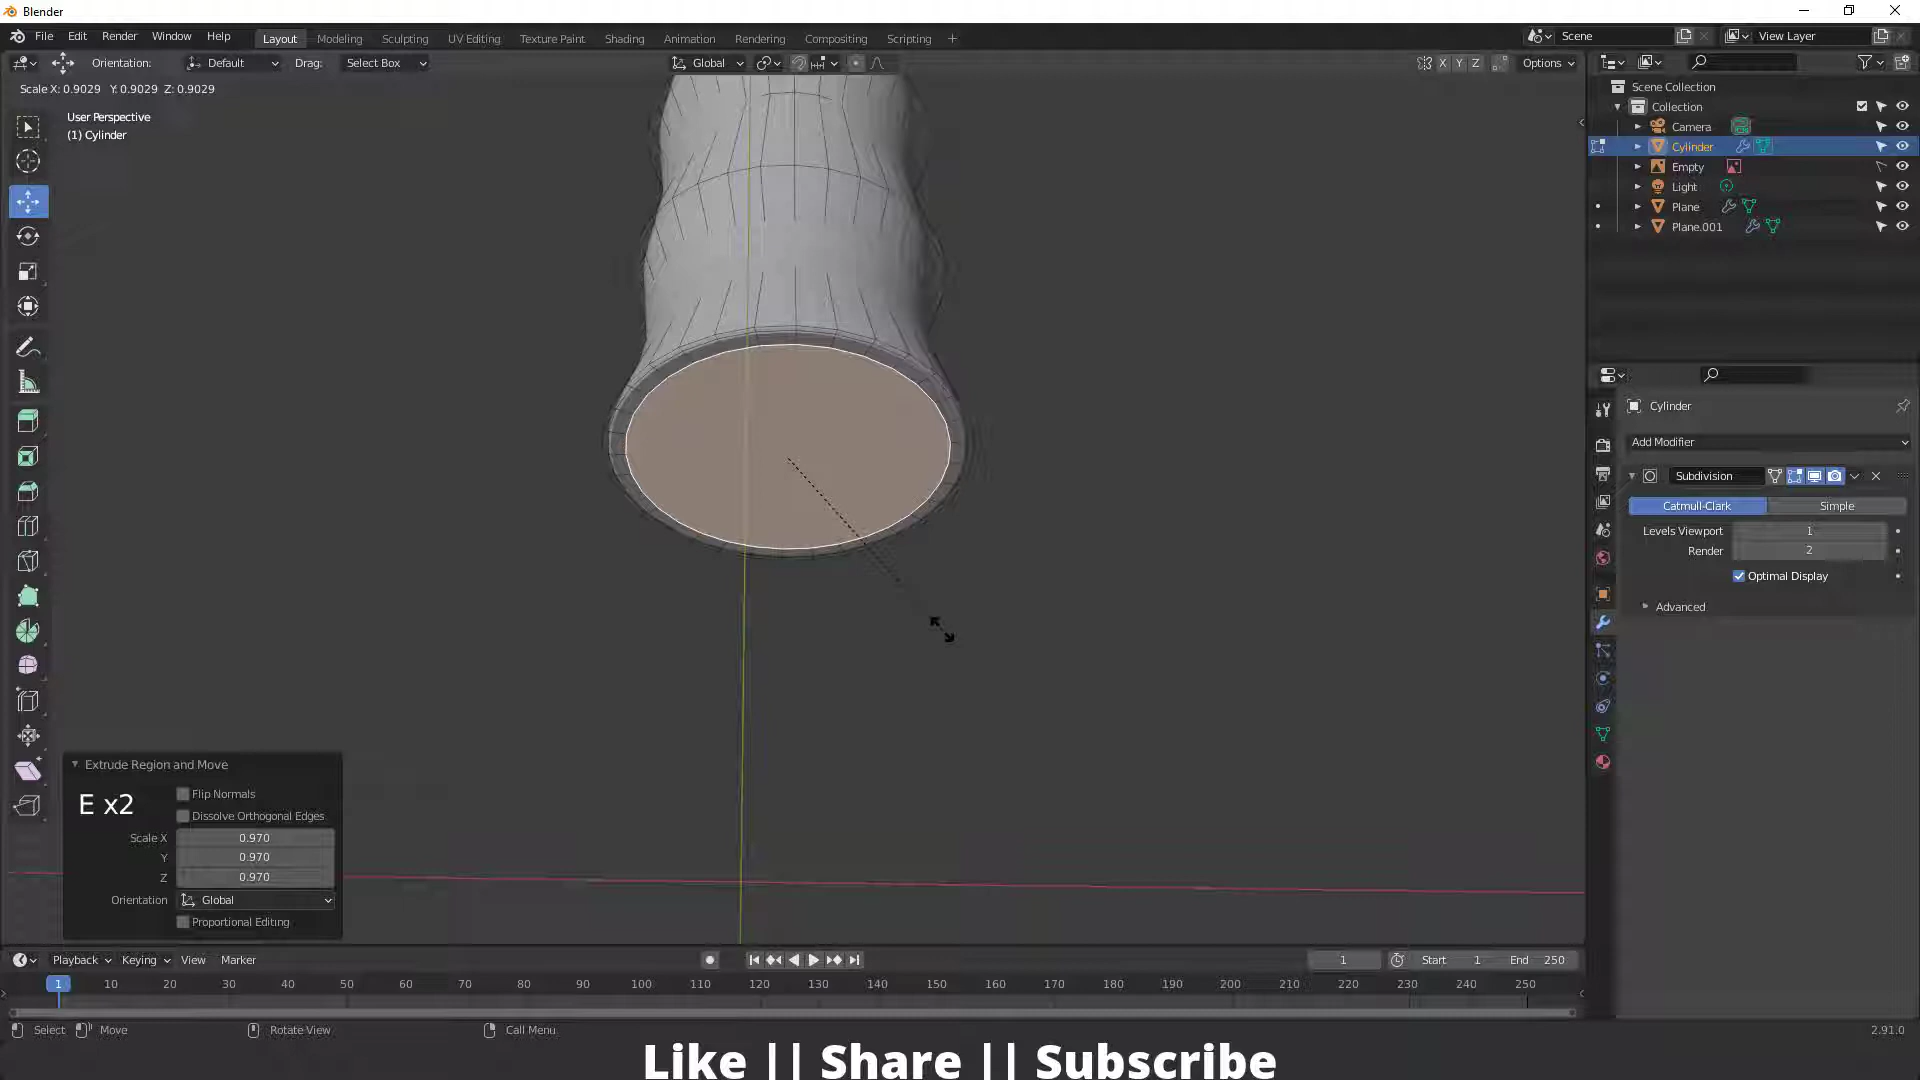 Blender
File Edit Render Window Help
Layout Modeling Sculpting UV Editing Texture Paint Shading Animation Rendering Compositing Scripting
Scene
View Layer
Orientation: Default Drag: Select Box
Global
X Y Z
Options
Scale X: 0.9029 Y: 0.9029 Z: 0.9029
User Perspective
(1) Cylinder
Scene Collection
Collection
Camera
Cylinder
Empty
Light
Plane
Plane.001
Cylinder
Add Modifier
Subdivision
Catmull-Clark Simple
Levels Viewport 1
Render 2
Optimal Display
Advanced
Extrude Region and Move
E x2
Flip Normals
Dissolve Orthogonal Edges
Scale X 0.970
Y 0.970
Z 0.970
Orientation Global
Proportional Editing
Playback Keying View Marker
1 Start 1 End 250
1 10 20 30 40 50 60 70 80 90 100 110 120 130 140 150 160 170 180 190 200 210 220 230 240 250
Select Move Rotate View Call Menu
2.91.0
Like || Share || Subscribe